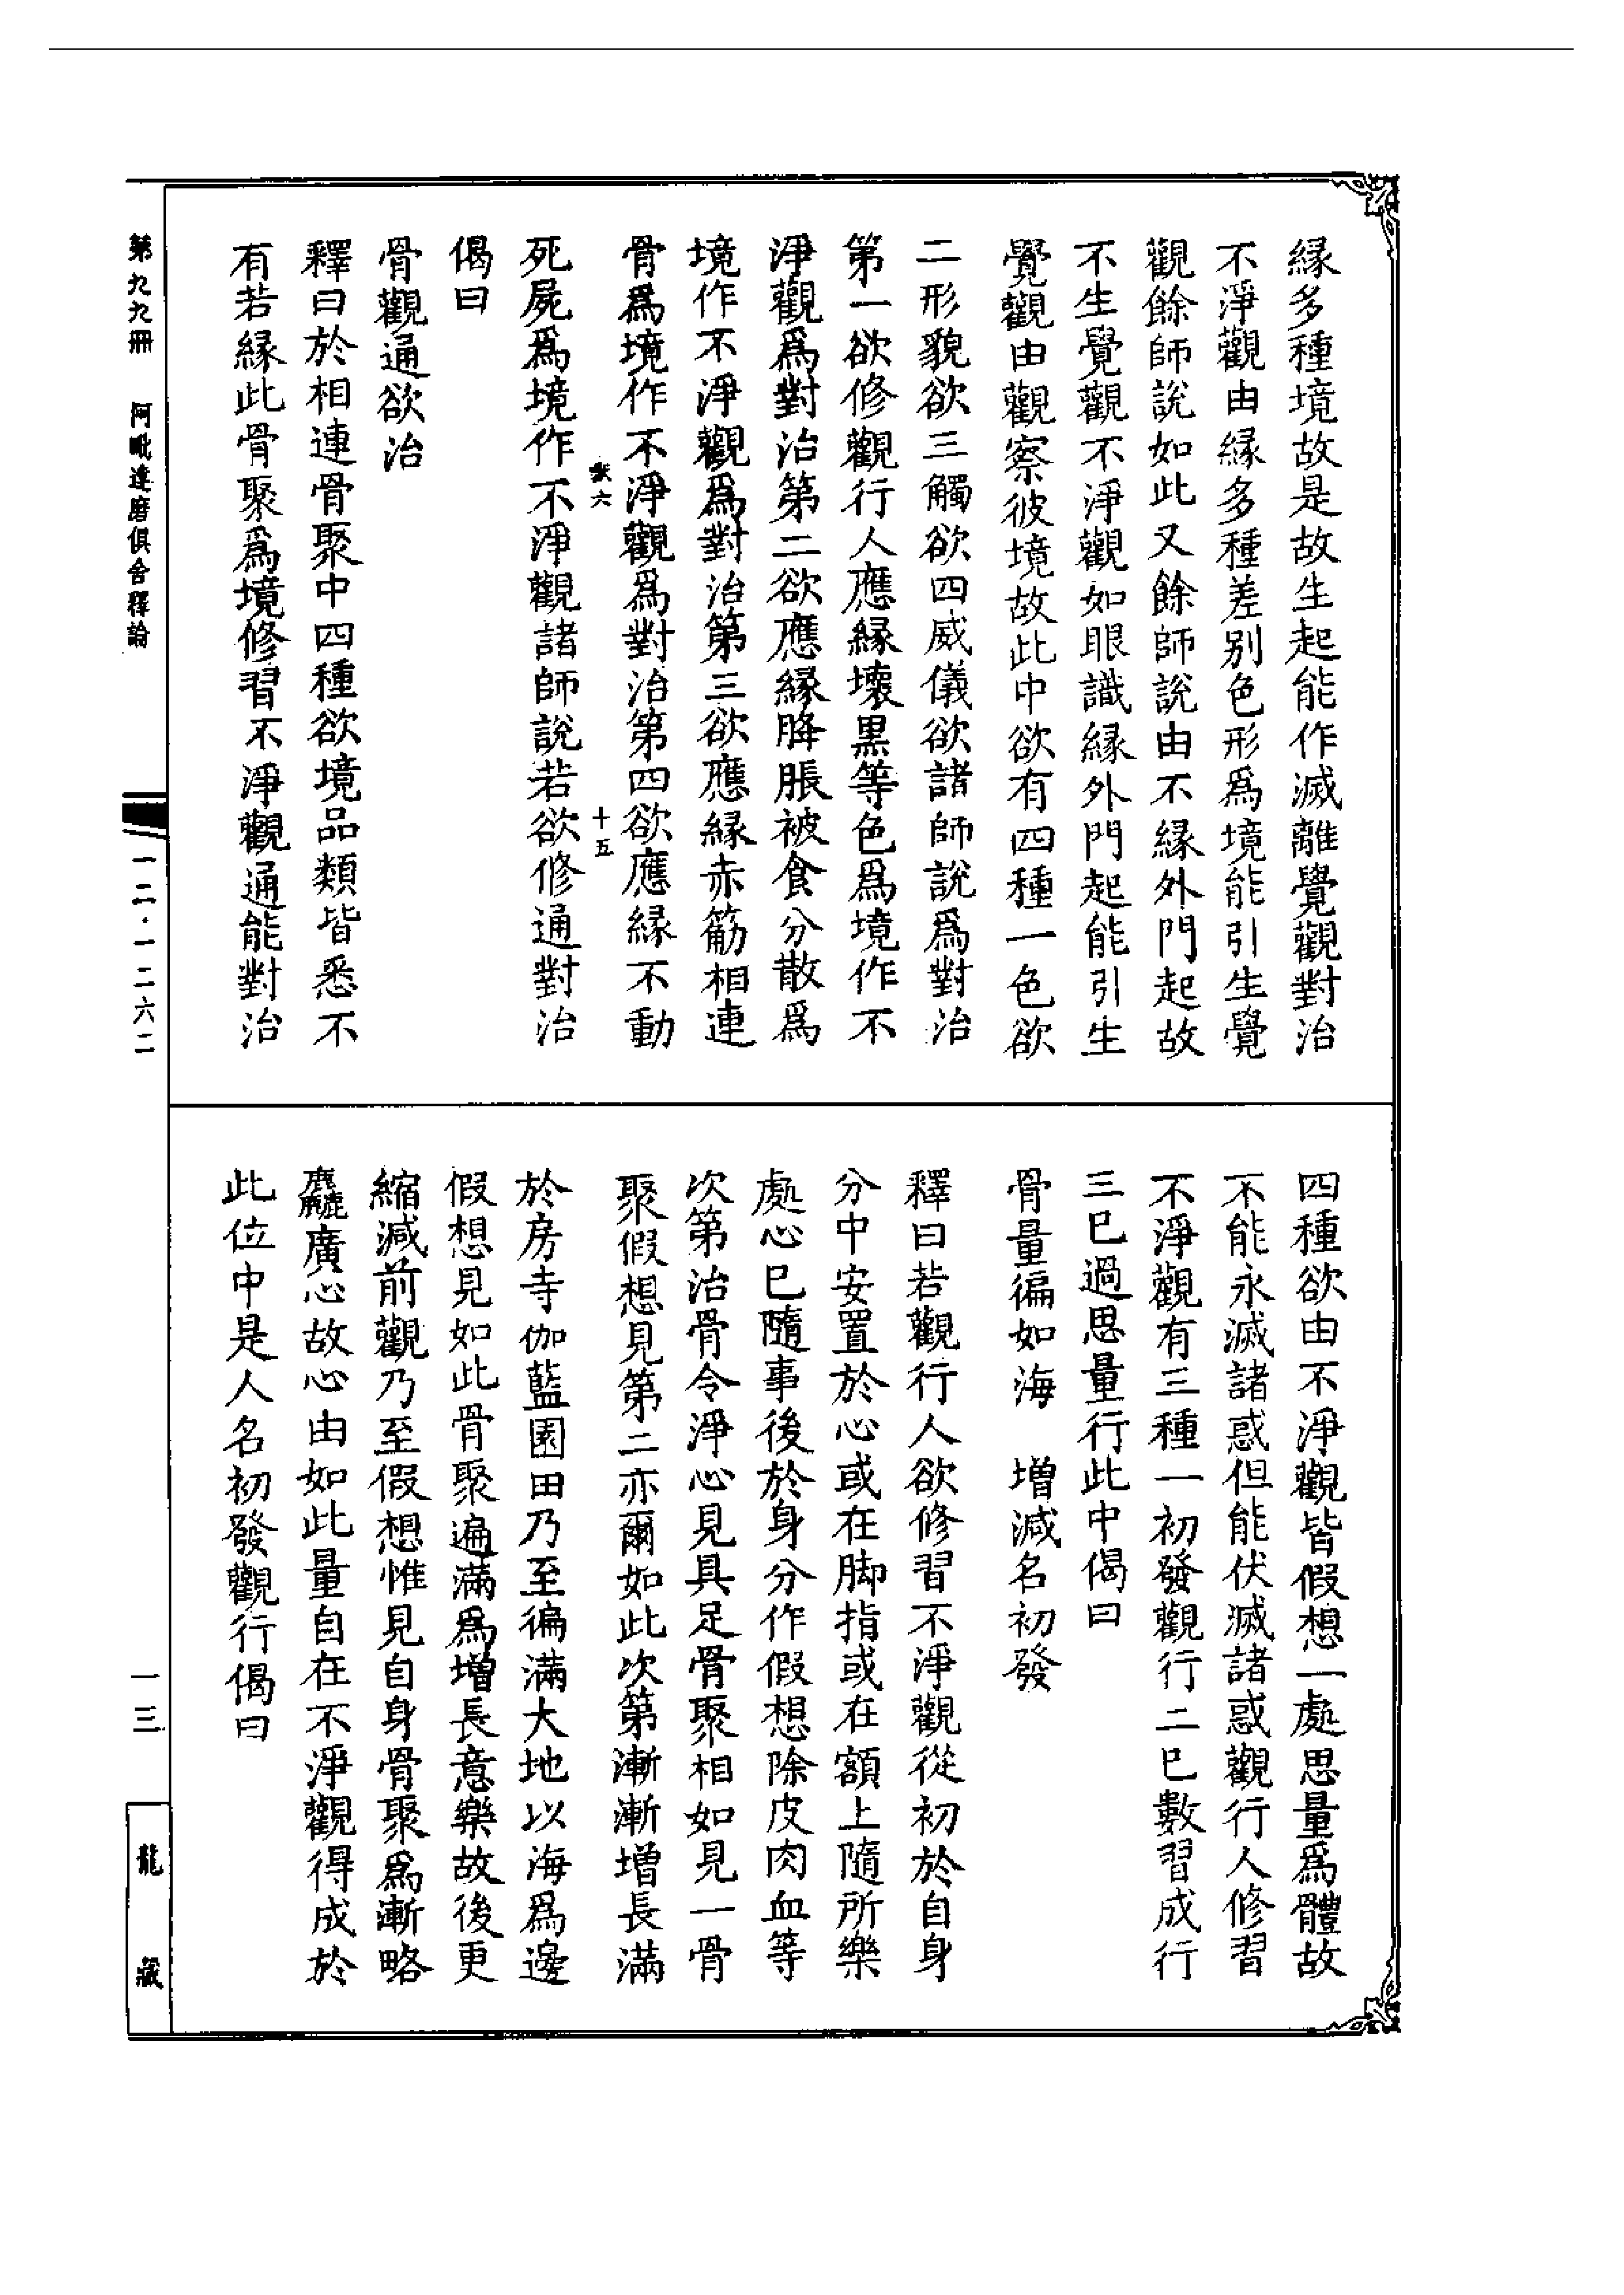 緣多種境故是故生起能作滅離覺觀對治
不淨觀由緣多種差别色形爲境能引生覺
觀餘師說如此又餘師說由不緣外門起故
不生覺觀不淨觀如眼識緣外門起能引生
覺觀由觀察彼境故此中欲有四種一色欲
二形貌欲三觸欲四威儀欲諸師說爲對治
第一欲修觀行人應緣壞黒等色爲境作不
淨觀爲對治第二欲應緣胮脹被食分散爲
境作不淨觀爲對治第三欲應緣赤筯相連
骨爲境作不淨觀爲對治第四欲應緣不動
六 十五
死屍爲境作不淨觀諸師說若欲修通對治
偈曰
骨觀通欲治
釋曰於相連骨聚中四種欲境品類皆悉不
有若緣此骨聚爲境修習不淨觀通能對治
四種欲由不淨觀皆假想一處思量爲體故
不能永滅諸惑但能伏滅諸惑觀行人修習
不淨觀有三種一初發觀行二巳數習成行
三巳過思量行此中偈曰
骨量徧如海 增減名初發
釋曰若觀行人欲修習不淨觀從初於自身
分中安置於心或在脚指或在額上隨所樂
處心巳隨事後於身分作假想除皮肉血等
次第治骨令淨心見具足骨聚相如見一骨
聚假想見第二亦爾如此次第漸漸增長滿
於房寺伽藍園田乃至徧滿大地以海爲邊
假想見如此骨聚遍滿爲增長意樂故後更
縮減前觀乃至假想惟見自身骨聚爲漸略
麤廣心故心由如此量自在不淨觀得成於
此位中是人名初發觀行偈曰
第九九冊 阿毗達磨俱舍釋論
一二·一二六二
一三
龍藏